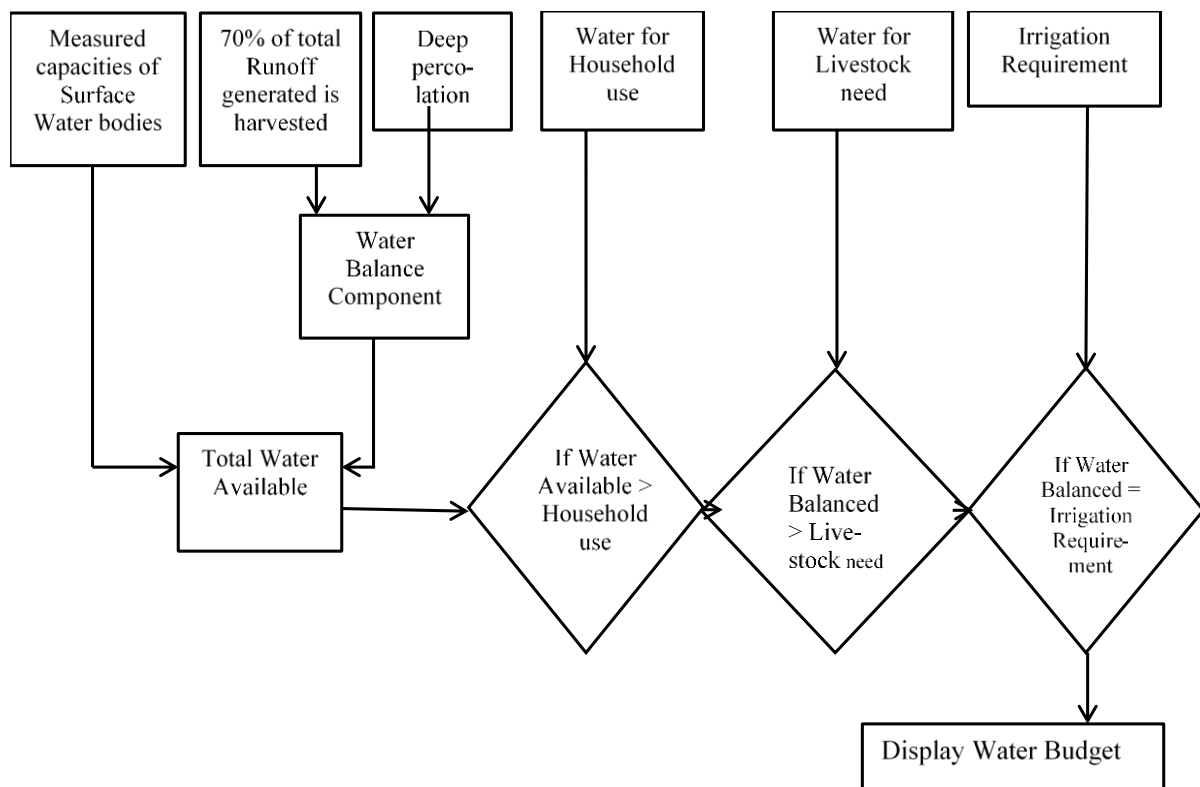 Measured
capacities of
Surface
Water bodies
70% of total
Runoff
generated is
harvested
Deep
perco-
lation
Water for
Household
use
Water for
Livestock
need
Irrigation
Requirement
Water
Balance
Component
Total Water
Available
If Water
Available >
Household
use
If Water
Balanced
> Live-
stock need
If Water
Balanced =
Irrigation
Require-
ment
Display Water Budget